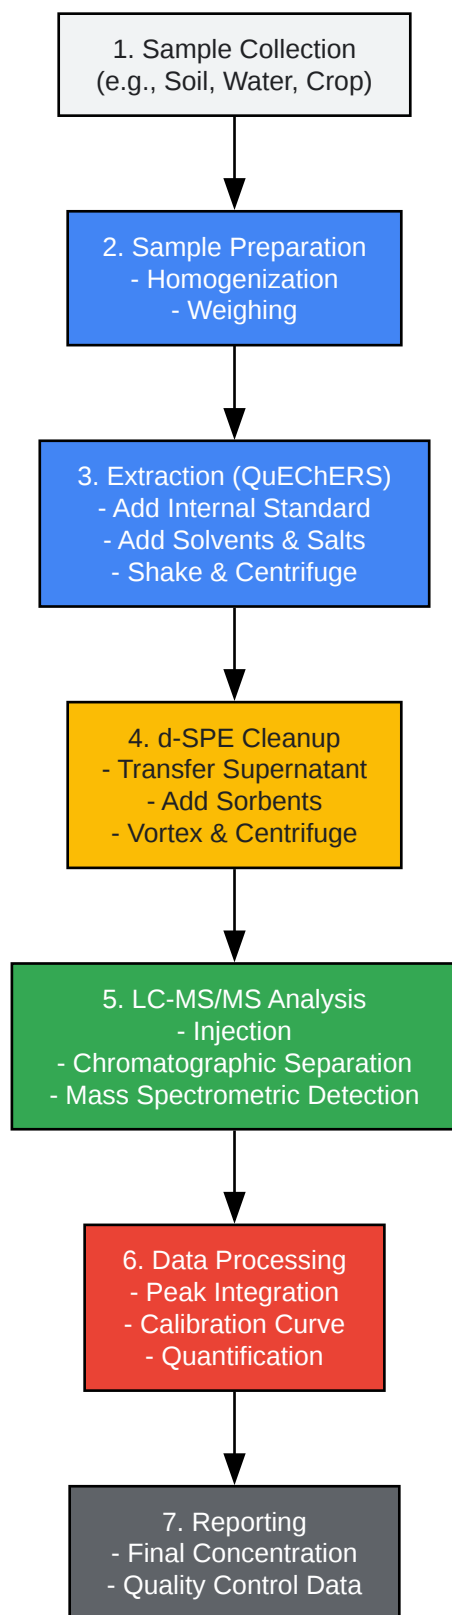 1. Sample Collection
(e.g., Soil, Water, Crop)
2. Sample Preparation
- Homogenization
- Weighing
3. Extraction (QuEChERS)
- Add Internal Standard
- Add Solvents & Salts
- Shake & Centrifuge
4. d-SPE Cleanup
- Transfer Supernatant
- Add Sorbents
- Vortex & Centrifuge
5. LC-MS/MS Analysis
- Injection
- Chromatographic Separation
- Mass Spectrometric Detection
6. Data Processing
- Peak Integration
- Calibration Curve
- Quantification
7. Reporting
- Final Concentration
- Quality Control Data